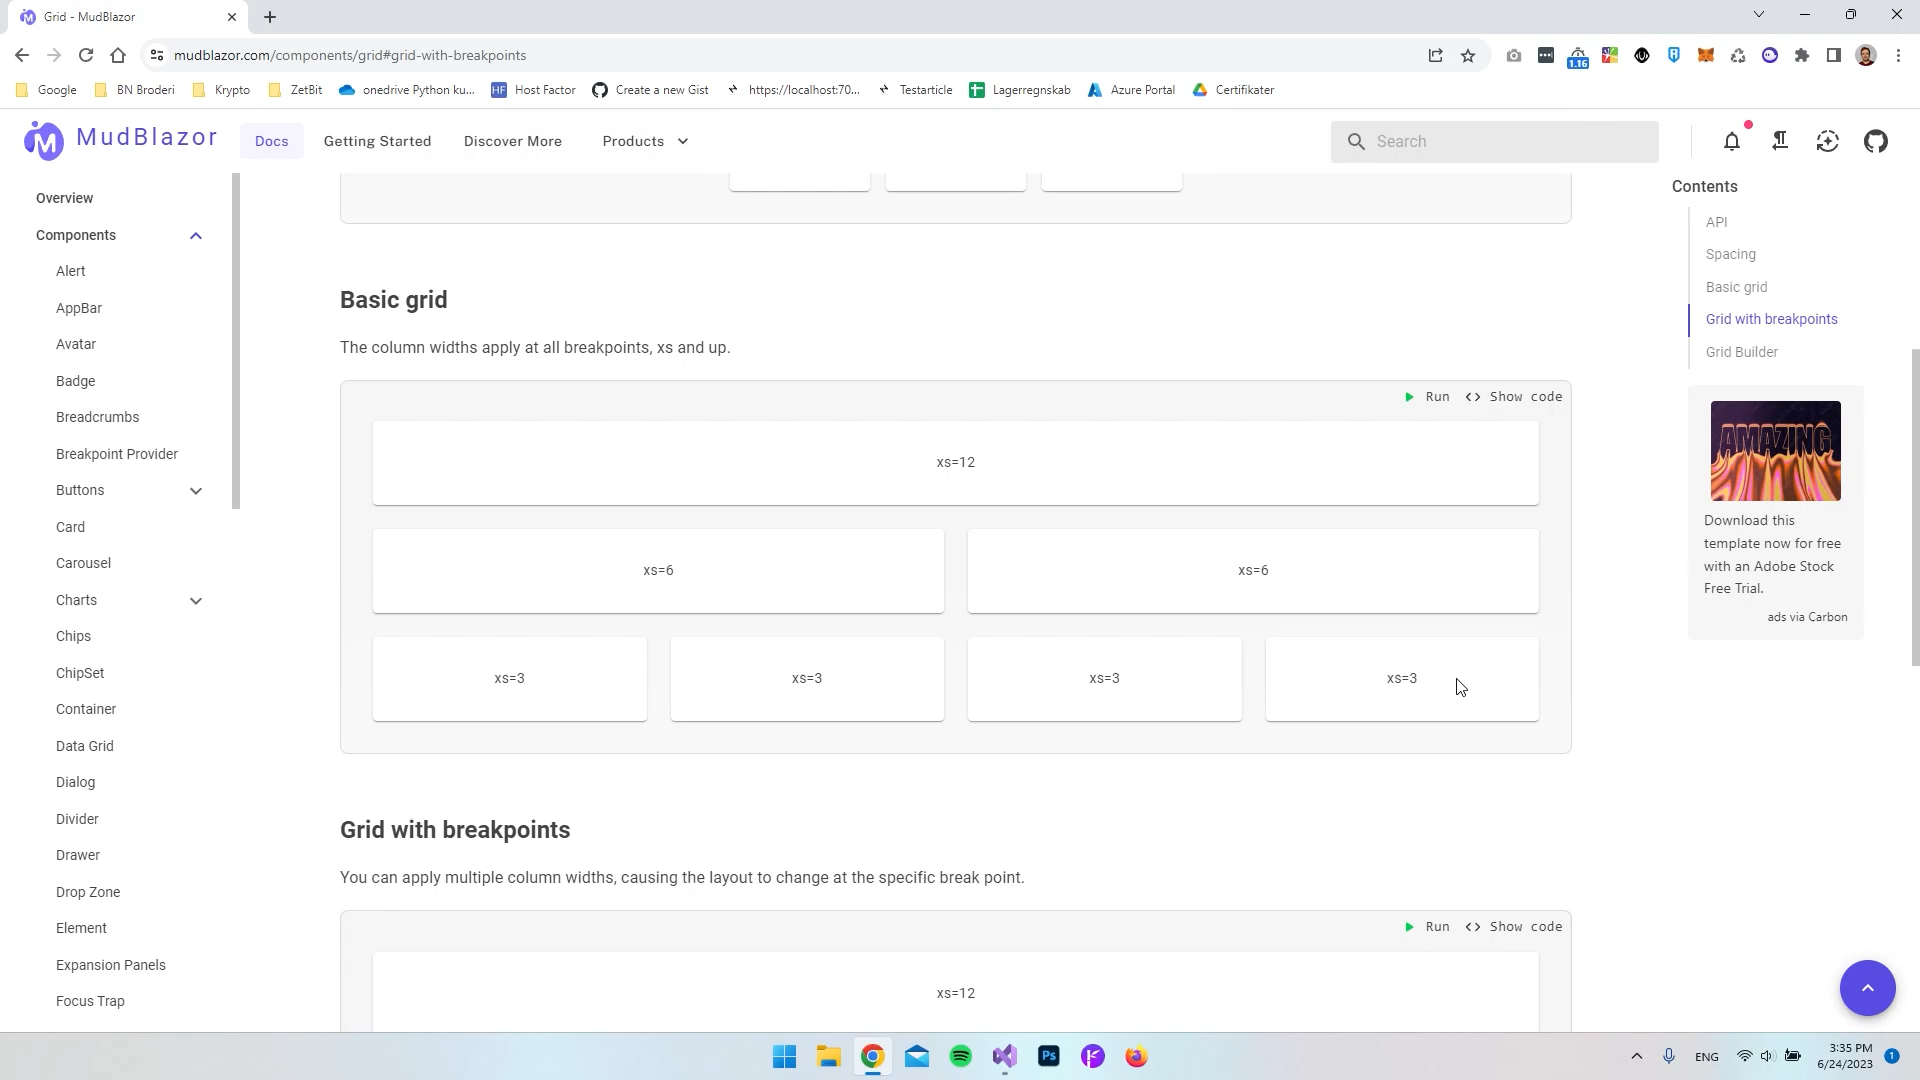 Grid - MudBlazor
mudblazor.com/components/grid#grid-with-breakpoints
1.16
Google
BN Broderi
Krypto
ZetBit
onedrive Python ku...
HF Host Factor
Create a new Gist
https://localhost:70...
Testarticle
Lagerregnskab
Azure Portal
Certifikater
MudBlazor
Docs
Getting Started
Discover More
Products
Search
Overview
Components
Alert
AppBar
Avatar
Badge
Breadcrumbs
Breakpoint Provider
Buttons
Card
Carousel
Charts
Chips
ChipSet
Container
Data Grid
Dialog
Divider
Drawer
Drop Zone
Element
Expansion Panels
Focus Trap
Basic grid
The column widths apply at all breakpoints, xs and up.
Run <> Show code
xs=12
xs=6
xs=6
xs=3
xs=3
xs=3
xs=3
Grid with breakpoints
You can apply multiple column widths, causing the layout to change at the specific break point.
Run <> Show code
xs=12
Contents
API
Spacing
Basic grid
Grid with breakpoints
Grid Builder
AMAZING
Download this
template now for free
with an Adobe Stock
Free Trial.
ads via Carbon
Ps
ENG
3:35 PM
6/24/2023
1